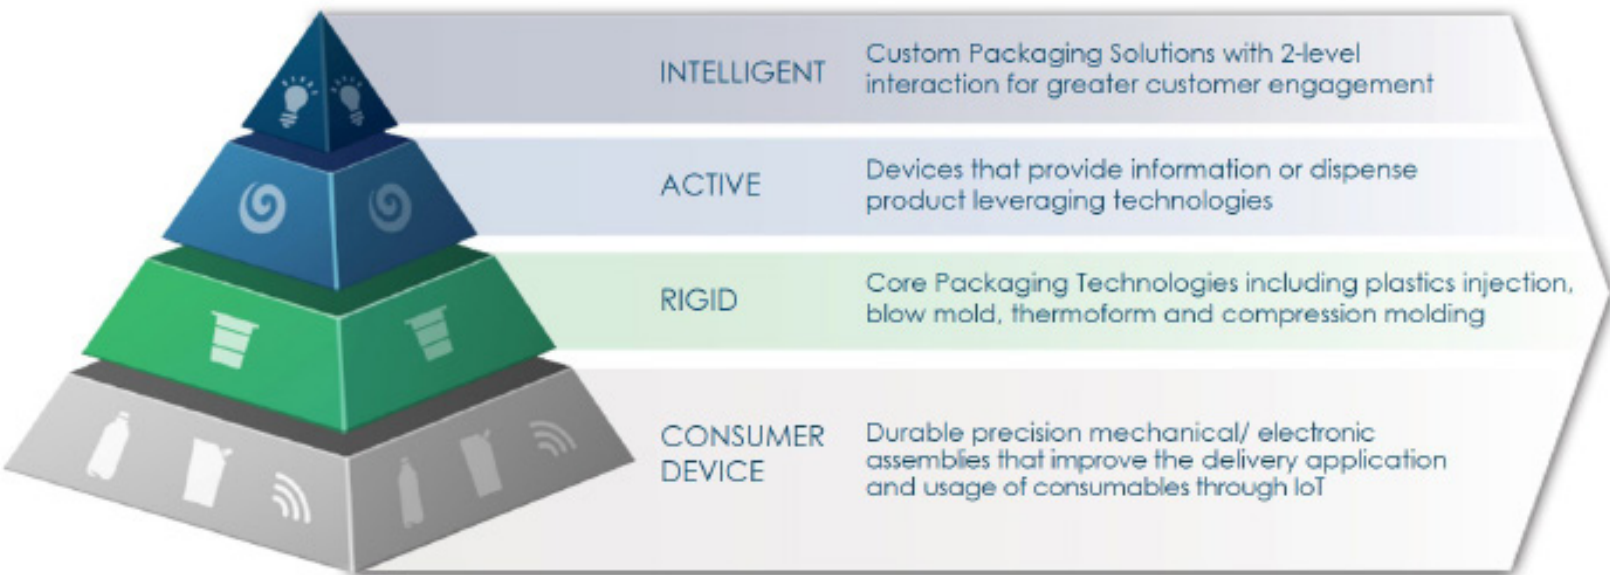 INTELLIGENT
Custom Packaging Solutions with 2-level
interaction for greater customer engagement
ACTIVE
Devices that provide information or dispense
product leveraging technologies
RIGID
Core Packaging Technologies including plastics injection,
blow mold, thermoform and compression molding
CONSUMER
DEVICE
Durable precision mechanical/ electronic
assemblies that improve the delivery application
and usage of consumables through IoT